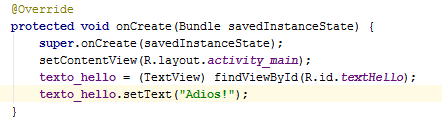 @Override
protected void onCreate(Bundle savedInstanceState) {
super.onCreate(savedInstanceState);
setContentView(R.layout.activity_main);
texto_hello = (TextView) findViewById(R.id.textHello);
texto_hello.setText("Adios!");
}